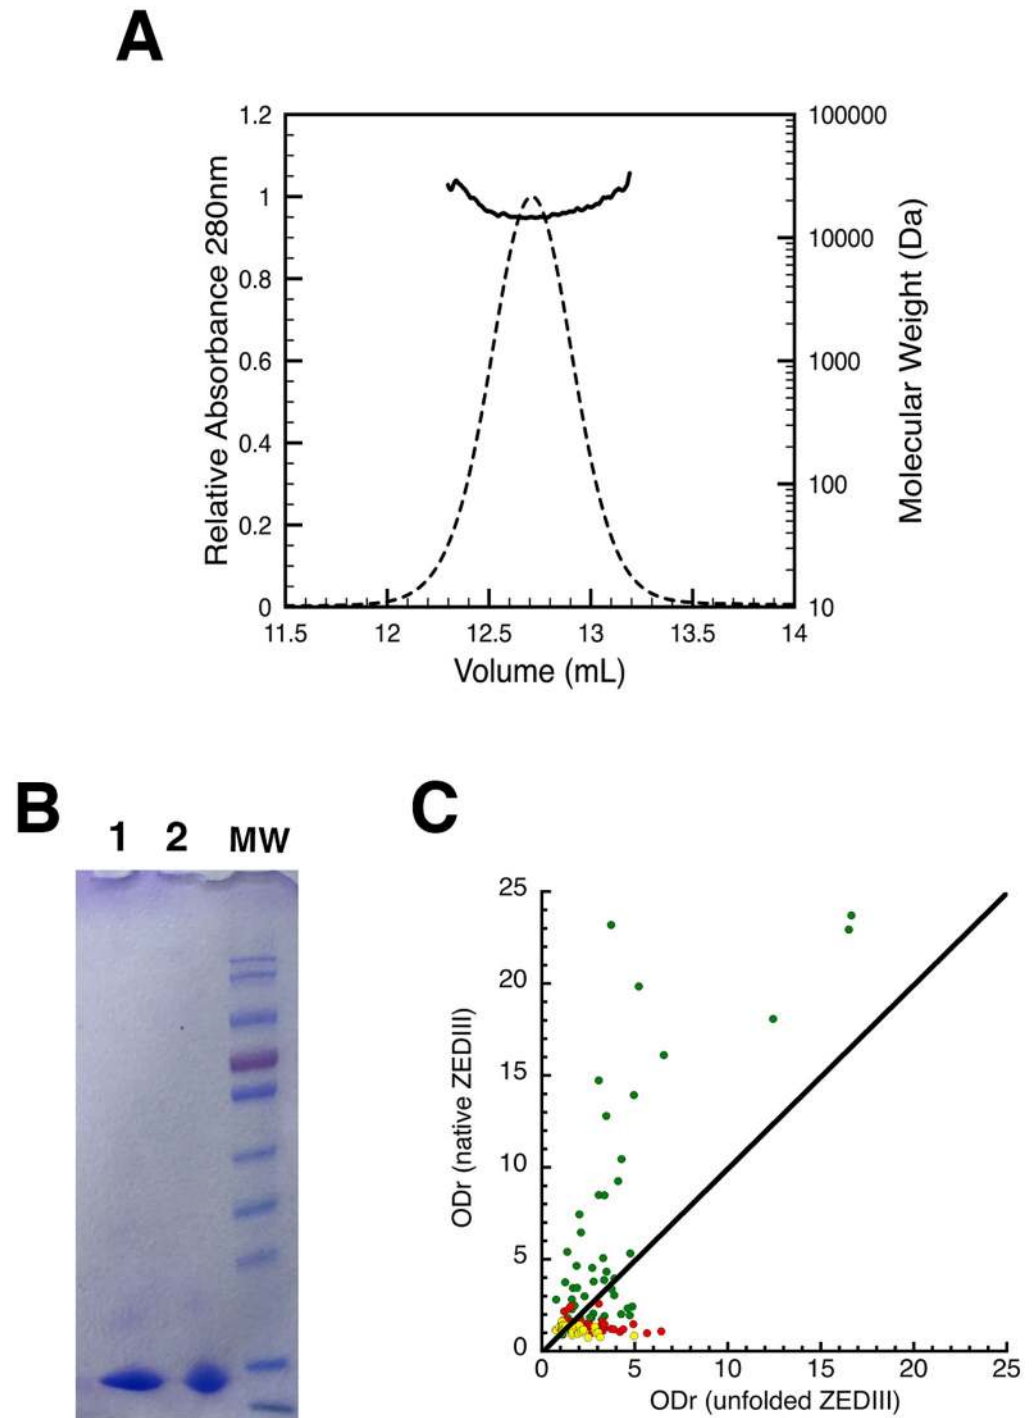 A
1.2
1
0.8
0.6
0.4
0.2
0
Relative Absorbance 280nm
100000
10000
1000
100
10
Molecular Weight (Da)
11.5 12 12.5 13 13.5 14
Volume (mL)
B
1 2 MW
C
25
20
15
10
5
0
ODr (native ZEDIII)
0 5 10 15 20 25
ODr (unfolded ZEDIII)